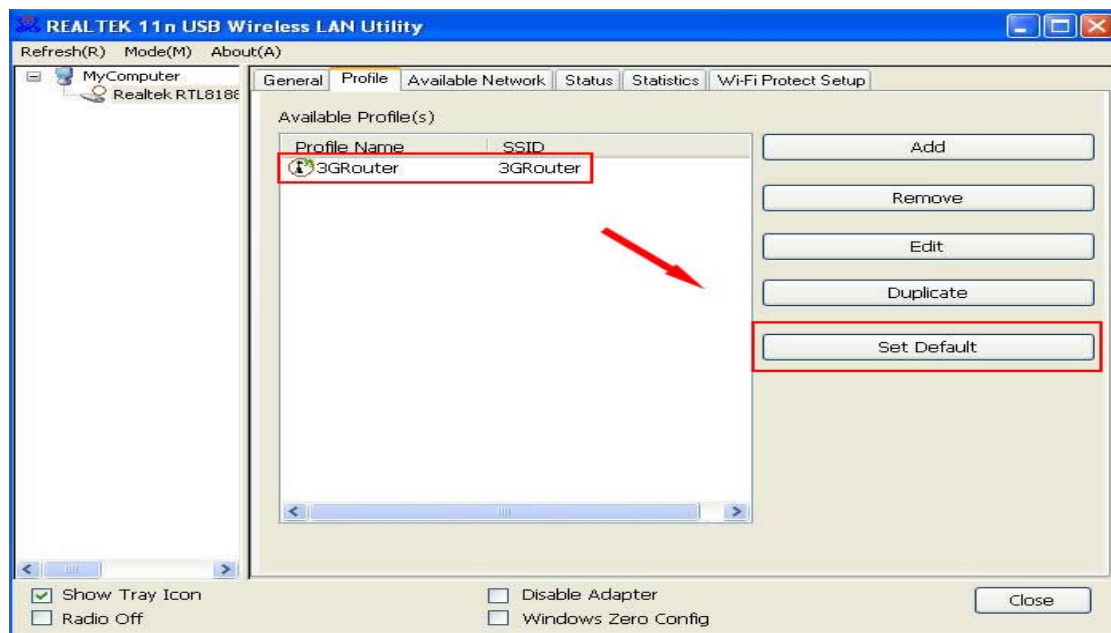 REALTEK 11n USB Wireless LAN Utility
Refresh(R) Mode(M) About(A)
MyComputer
Realtek RTL8188
General Profile Available Network Status Statistics Wi-Fi Protect Setup
Available Profile(s)
Profile Name SSID
3GRouter 3GRouter
Add
Remove
Edit
Duplicate
Set Default
Show Tray Icon
Radio Off
Disable Adapter
Windows Zero Config
Close